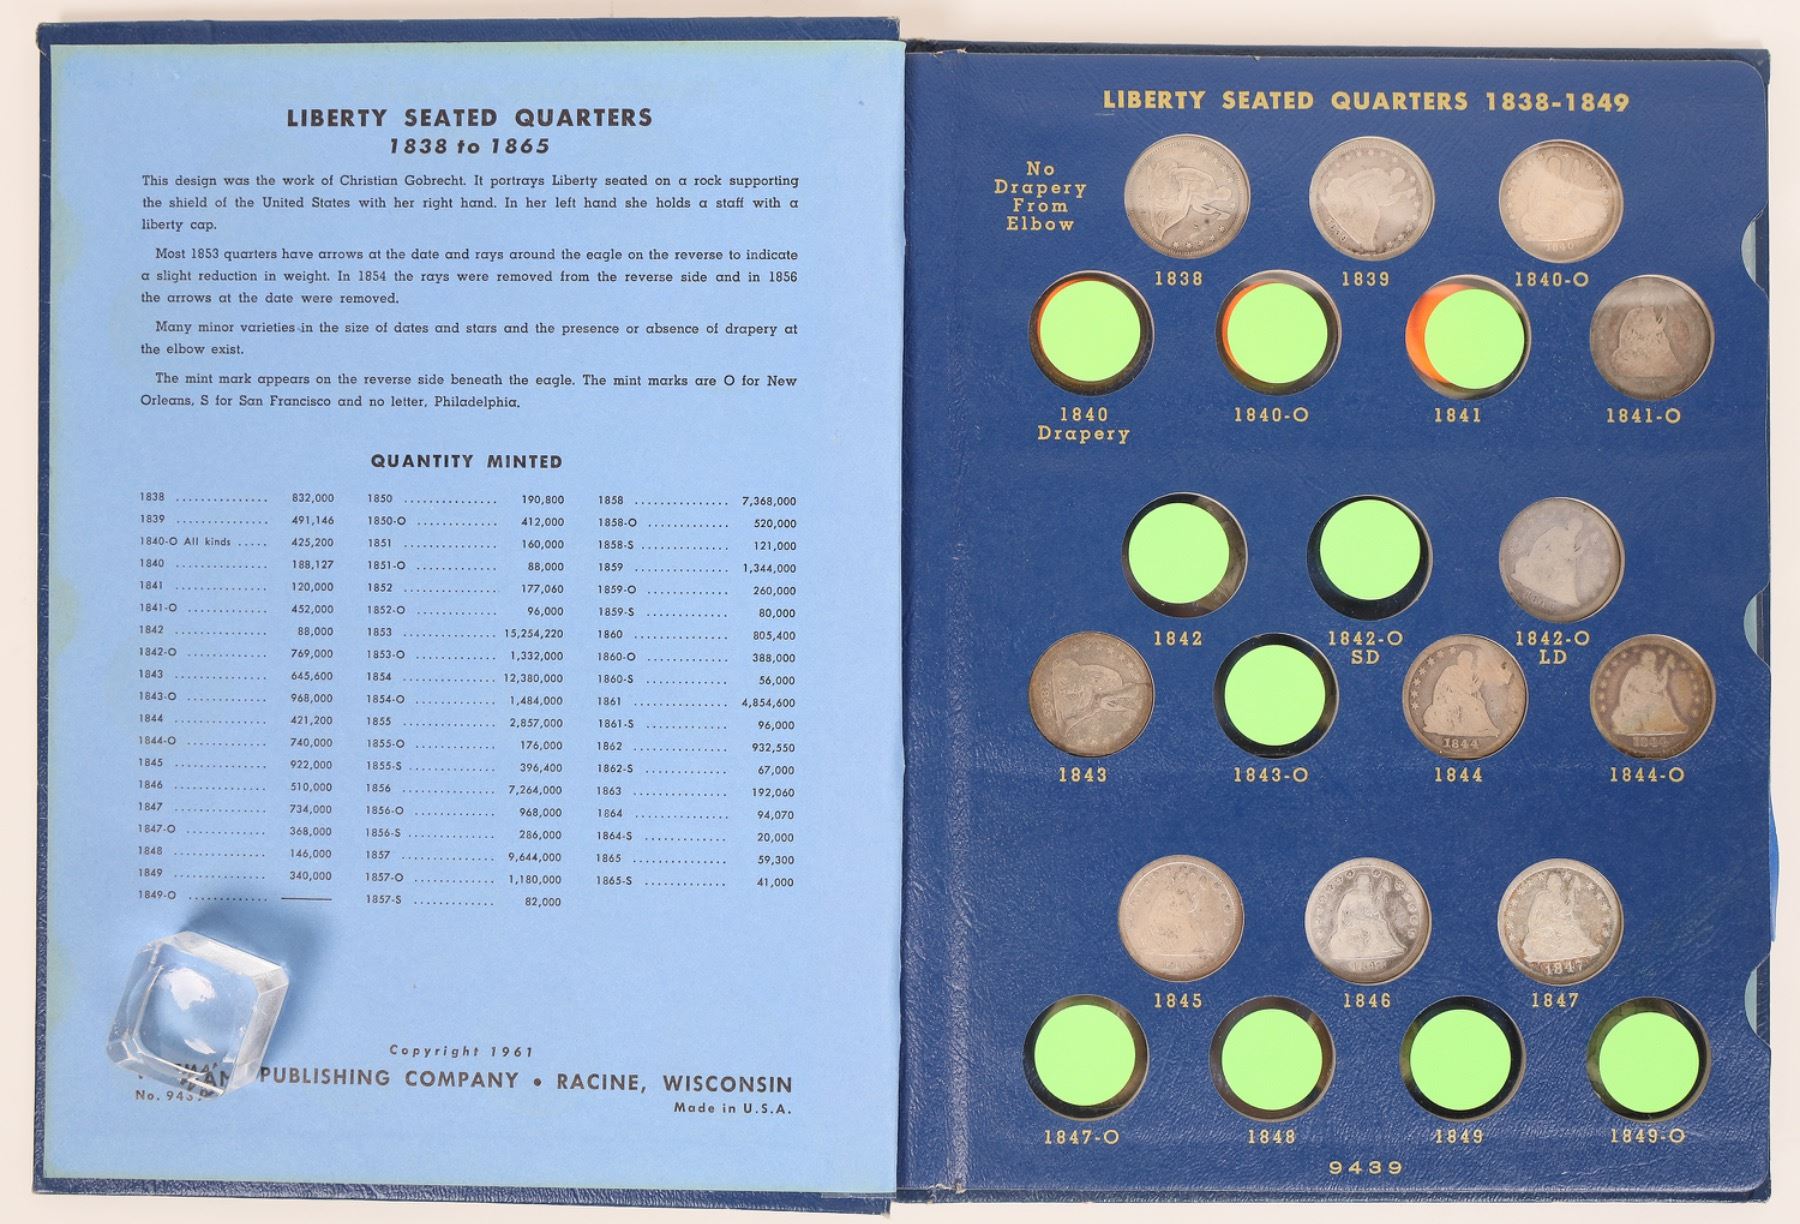 LIBERTY SEATED QUARTERS
1838 to 1865
This design was the work of Christian Gobrecht. It portrays Liberty seated on a rock supporting
the shield of the United States with her right hand. In her left hand she holds a staff with a
liberty cap.
Most 1853 quarters have arrows at the date and rays around the eagle on the reverse to indicate
a slight reduction in weight. In 1854 the rays were removed from the reverse side and in 1856
the arrows at the date were removed.
Many minor varieties in the size of dates and stars and the presence or absence of drapery at
the elbow exist.
The mint mark appears on the reverse side beneath the eagle. The mint marks are O for New
Orleans, S for San Francisco and no letter, Philadelphia.
QUANTITY MINTED
1838 ............... 832,000
1839 ............... 491,146
1840-O All kinds ..... 425,200
1840 ............... 188,127
1841 ............... 120,000
1841-O ............. 452,000
1842 ............... 88,000
1842-O ............. 769,000
1843 ............... 645,600
1843-O ............. 968,000
1844 ............... 421,200
1844-O ............. 740,000
1845 ............... 922,000
1846 ............... 510,000
1847 ............... 734,000
1847-O ............. 368,000
1848 ............... 146,000
1849 ............... 340,000
1849-O ............. ———
1850 ............... 190,800
1850-O ............. 412,000
1851 ............... 160,000
1851-O ............. 88,000
1852 ............... 177,060
1852-O ............. 96,000
1853 ............... 15,254,220
1853-O ............. 1,332,000
1854 ............... 12,380,000
1854-O ............. 1,484,000
1855 ............... 2,857,000
1855-O ............. 176,000
1855-S ............. 396,400
1856 ............... 7,264,000
1856-O ............. 968,000
1856-S ............. 286,000
1857 ............... 9,644,000
1857-O ............. 1,180,000
1857-S ............. 82,000
1858 ............... 7,368,000
1858-O ............. 520,000
1858-S ............. 121,000
1859 ............... 1,344,000
1859-O ............. 260,000
1859-S ............. 80,000
1860 ............... 805,400
1860-O ............. 388,000
1860-S ............. 56,000
1861 ............... 4,854,600
1861-S ............. 96,000
1862 ............... 932,550
1862-S ............. 67,000
1863 ............... 192,060
1864 ............... 94,070
1864-S ............. 20,000
1865 ............... 59,300
1865-S ............. 41,000
Copyright 1961
PUBLISHING COMPANY • RACINE, WISCONSIN
No.
Made in U.S.A.
LIBERTY SEATED QUARTERS 1838-1849
No
Drapery
From
Elbow
1838 1839 1840-O
1840 1840-O 1841 1841-O
Drapery
1842 1842-O 1842-O
SD LD
1844
1843 1843-O 1844 1844-O
1847
1845 1846 1847
1847-O 1848 1849 1849-O
9439